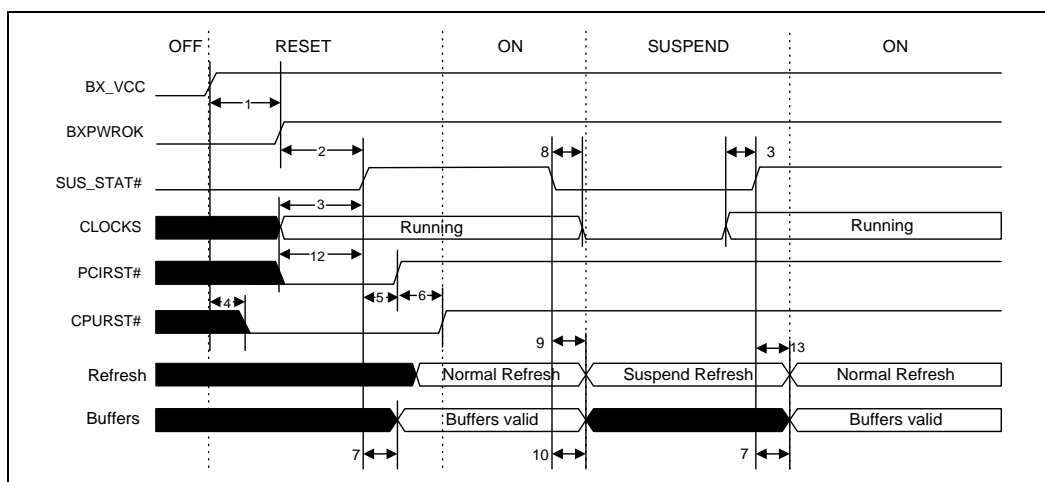 OFF RESET ON SUSPEND ON
BX_VCC
1
BXPWROK
2 8 3
SUS_STAT#
3
CLOCKS Running Running
12
PCIRST#
4 5 6
CPURST#
9 13
Refresh Normal Refresh Suspend Refresh Normal Refresh
Buffers Buffers valid Buffers valid
7 10 7